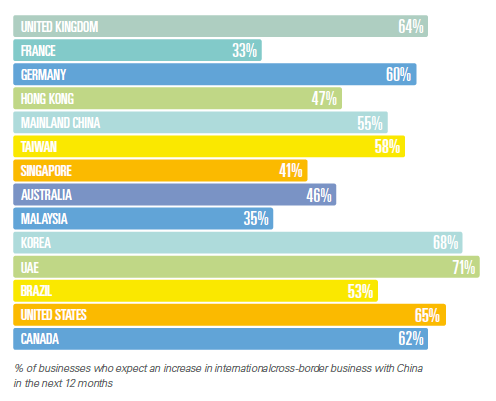 UNITED KINGDOM 64%
FRANCE 33%
GERMANY 60%
HONG KONG 47%
MAINLAND CHINA 55%
TAIWAN 58%
SINGAPORE 41%
AUSTRALIA 46%
MALAYSIA 35%
KOREA 68%
UAE 71%
BRAZIL 53%
UNITED STATES 65%
CANADA 62%
% of businesses who expect an increase in internationalcross-border business with China
in the next 12 months